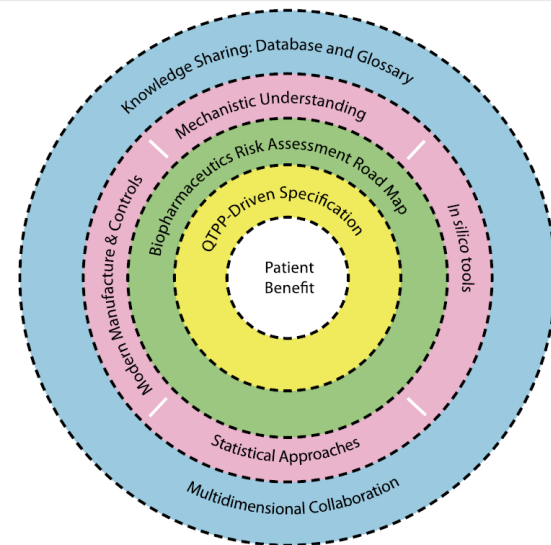 Knowledge Sharing: Database and Glossary
Mechanistic Understanding
Biopharmaceutics Risk Assessment Road Map
QTPP-Driven Specification
Patient
Benefit
Modern Manufacture & Controls
In silico tools
Statistical Approaches
Multidimensional Collaboration